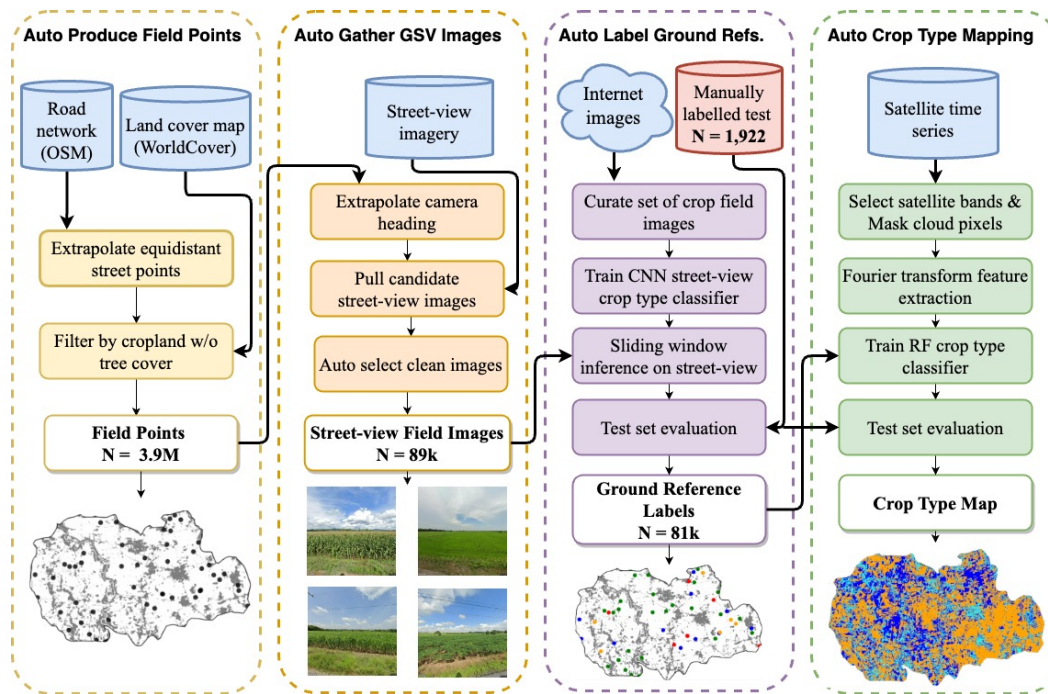 Auto Produce Field Points
Road
network
(OSM)
Land cover map
(WorldCover)
Extrapolate equidistant
street points
Filter by cropland w/o
tree cover
Field Points
N = 3.9M
Auto Gather GSV Images
Street-view
imagery
Extrapolate camera
heading
Pull candidate
street-view images
Auto select clean images
Street-view Field Images
N = 89k
Auto Label Ground Refs.
Internet
images
Manually
labelled test
N = 1,922
Curate set of crop field
images
Train CNN street-view
crop type classifier
Sliding window
inference on street-view
Test set evaluation
Ground Reference
Labels
N = 81k
Auto Crop Type Mapping
Satellite time
series
Select satellite bands &
Mask cloud pixels
Fourier transform feature
extraction
Train RF crop type
classifier
Test set evaluation
Crop Type Map